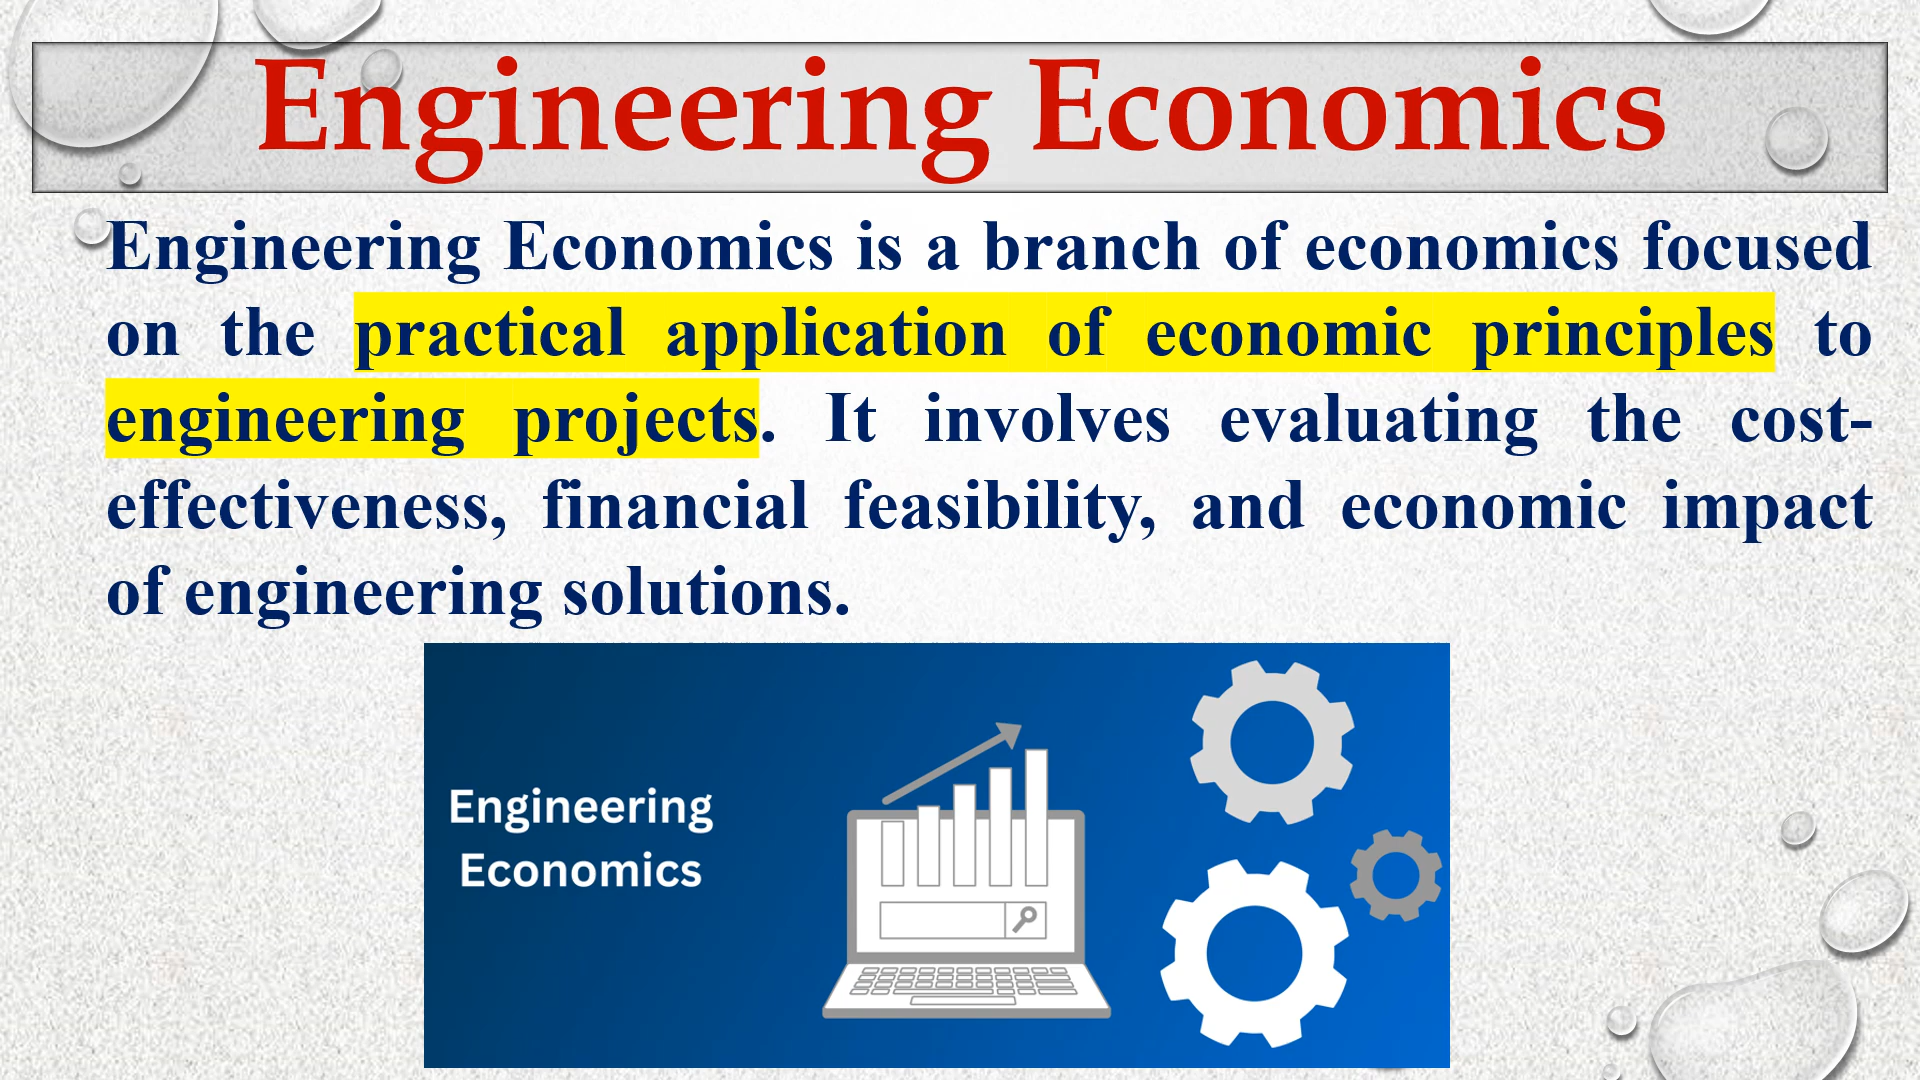 Engineering Economics
Engineering Economics is a branch of economics focused
on the practical application of economic principles to
engineering projects. It involves evaluating the cost-
effectiveness, financial feasibility, and economic impact
of engineering solutions.
Engineering
Economics